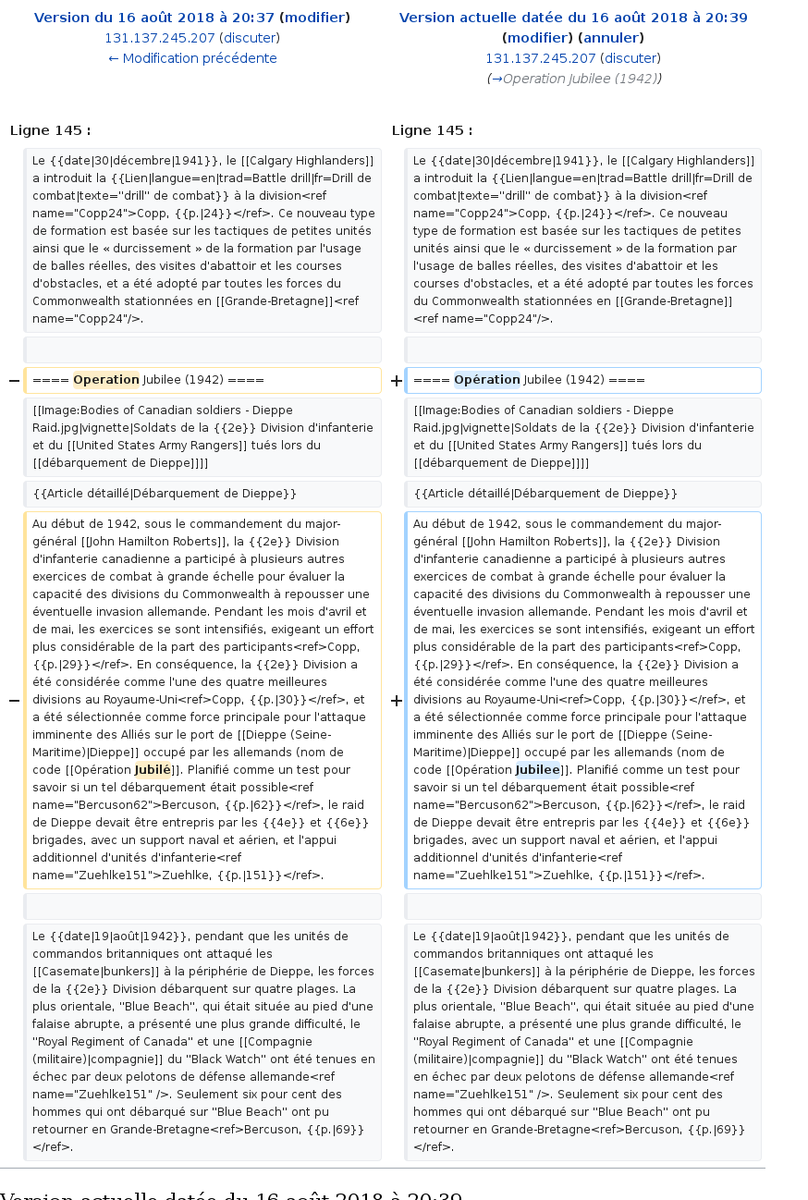 Version du 16 août 2018 à 20:37 (modifier)
131.137.245.207 (discuter)
← Modification précédente
Version actuelle datée du 16 août 2018 à 20:39
(modifier) (annuler)
131.137.245.207 (discuter)
(→Operation Jubilee (1942))
Ligne 145 :
Ligne 145 :
Le {{date|30|décembre|1941}}, le [[Calgary Highlanders]]
a introduit la {{Lien|langue=en|trad=Battle drill|fr=Drill de
combat|texte="drill" de combat}} à la division<ref
name="Copp24">Copp, {{p.|24}}</ref>. Ce nouveau type
de formation est basée sur les tactiques de petites unités
ainsi que le « durcissement » de la formation par l'usage
de balles réelles, des visites d'abattoir et les courses
d'obstacles, et a été adopté par toutes les forces du
Commonwealth stationnées en [[Grande-Bretagne]]<ref
name="Copp24"/>.
Le {{date|30|décembre|1941}}, le [[Calgary Highlanders]]
a introduit la {{Lien|langue=en|trad=Battle drill|fr=Drill de
combat|texte="drill" de combat}} à la division<ref
name="Copp24">Copp, {{p.|24}}</ref>. Ce nouveau
type de formation est basée sur les tactiques de petites
unités ainsi que le « durcissement » de la formation par
l'usage de balles réelles, des visites d'abattoir et les
courses d'obstacles, et a été adopté par toutes les forces
du Commonwealth stationnées en [[Grande-Bretagne]]
<ref name="Copp24"/>.
− ==== Operation Jubilee (1942) ====
+ ==== Opération Jubilee (1942) ====
[[Image:Bodies of Canadian soldiers - Dieppe
Raid.jpg|vignette|Soldats de la {{2e}} Division d'infanterie
et du [[United States Army Rangers]] tués lors du
[[débarquement de Dieppe]]]]
[[Image:Bodies of Canadian soldiers - Dieppe
Raid.jpg|vignette|Soldats de la {{2e}} Division d'infanterie
et du [[United States Army Rangers]] tués lors du
[[débarquement de Dieppe]]]]
{{Article détaillé|Débarquement de Dieppe}}
{{Article détaillé|Débarquement de Dieppe}}
Au début de 1942, sous le commandement du major-
général [[John Hamilton Roberts]], la {{2e}} Division
d'infanterie canadienne a participé à plusieurs autres
exercices de combat à grande échelle pour évaluer la
capacité des divisions du Commonwealth à repousser une
éventuelle invasion allemande. Pendant les mois d'avril et
de mai, les exercices se sont intensifiés, exigeant un effort
plus considérable de la part des participants<ref>Copp,
{{p.|29}}</ref>. En conséquence, la {{2e}} Division a
été considérée comme l'une des quatre meilleures
− divisions au Royaume-Uni<ref>Copp, {{p.|30}}</ref>, et
a été sélectionnée comme force principale pour l'attaque
imminente des Alliés sur le port de [[Dieppe (Seine-
Maritime)|Dieppe]] occupé par les allemands (nom de
code [[Opération Jubilé]]. Planifié comme un test pour
savoir si un tel débarquement était possible<ref
name="Bercuson62">Bercuson, {{p.|62}}</ref>, le raid
de Dieppe devait être entrepris par les {{4e}} et {{6e}}
brigades, avec un support naval et aérien, et l'appui
additionnel d'unités d'infanterie<ref
name="Zuehlke151">Zuehlke, {{p.|151}}</ref>.
Au début de 1942, sous le commandement du major-
général [[John Hamilton Roberts]], la {{2e}} Division
d'infanterie canadienne a participé à plusieurs autres
exercices de combat à grande échelle pour évaluer la
capacité des divisions du Commonwealth à repousser une
éventuelle invasion allemande. Pendant les mois d'avril et
de mai, les exercices se sont intensifiés, exigeant un effort
plus considérable de la part des participants<ref>Copp,
{{p.|29}}</ref>. En conséquence, la {{2e}} Division a
été considérée comme l'une des quatre meilleures
+ divisions au Royaume-Uni<ref>Copp, {{p.|30}}</ref>, et
a été sélectionnée comme force principale pour l'attaque
imminente des Alliés sur le port de [[Dieppe (Seine-
Maritime)|Dieppe]] occupé par les allemands (nom de
code [[Opération Jubilee]]. Planifié comme un test pour
savoir si un tel débarquement était possible<ref
name="Bercuson62">Bercuson, {{p.|62}}</ref>, le raid
de Dieppe devait être entrepris par les {{4e}} et {{6e}}
brigades, avec un support naval et aérien, et l'appui
additionnel d'unités d'infanterie<ref
name="Zuehlke151">Zuehlke, {{p.|151}}</ref>.
Le {{date|19|août|1942}}, pendant que les unités de
commandos britanniques ont attaqué les
[[Casemate|bunkers]] à la périphérie de Dieppe, les forces
de la {{2e}} Division débarquent sur quatre plages. La
plus orientale, "Blue Beach", qui était située au pied d'une
falaise abrupte, a présenté une plus grande difficulté, le
"Royal Regiment of Canada" et une [[Compagnie
(militaire)|compagnie]] du "Black Watch" ont été tenues en
échec par deux pelotons de défense allemande<ref
name="Zuehlke151" />. Seulement six pour cent des
hommes qui ont débarqué sur "Blue Beach" ont pu
retourner en Grande-Bretagne<ref>Bercuson, {{p.|69}}
</ref>.
Le {{date|19|août|1942}}, pendant que les unités de
commandos britanniques ont attaqué les
[[Casemate|bunkers]] à la périphérie de Dieppe, les forces
de la {{2e}} Division débarquent sur quatre plages. La
plus orientale, "Blue Beach", qui était située au pied d'une
falaise abrupte, a présenté une plus grande difficulté, le
"Royal Regiment of Canada" et une [[Compagnie
(militaire)|compagnie]] du "Black Watch" ont été tenues
en échec par deux pelotons de défense allemande<ref
name="Zuehlke151" />. Seulement six pour cent des
hommes qui ont débarqué sur "Blue Beach" ont pu
retourner en Grande-Bretagne<ref>Bercuson, {{p.|69}}
</ref>.
Version actuelle datée du 16 août 2018 à 20:39